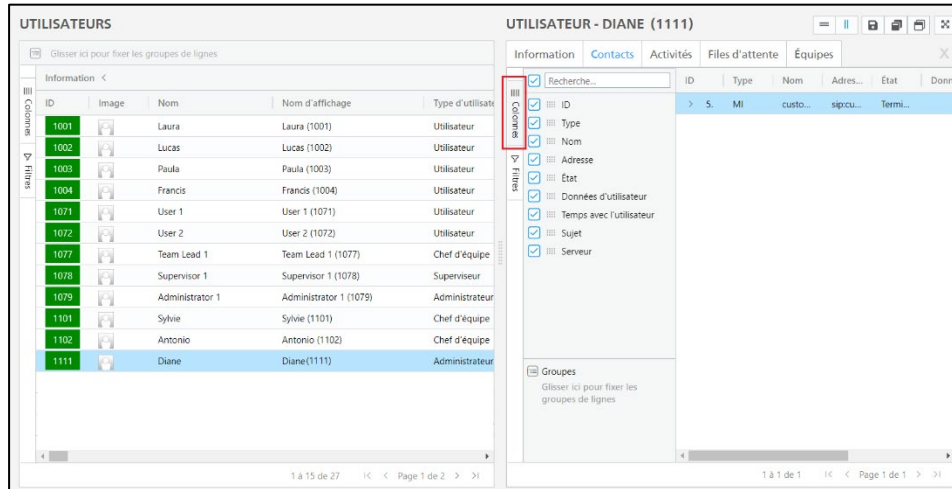 UTILISATEURS
Glisser ici pour fixer les groupes de lignes
Information <
Colonnes
Filtres
ID Image Nom Nom d'affichage Type d'utilisate
1001 Laura Laura (1001) Utilisateur
1002 Lucas Lucas (1002) Utilisateur
1003 Paula Paula (1003) Utilisateur
1004 Francis Francis (1004) Utilisateur
1071 User 1 User 1 (1071) Utilisateur
1072 User 2 User 2 (1072) Utilisateur
1077 Team Lead 1 Team Lead 1 (1077) Chef d'équipe
1078 Supervisor 1 Supervisor 1 (1078) Superviseur
1079 Administrator 1 Administrator 1 (1079) Administrateur
1101 Sylvie Sylvie (1101) Chef d'équipe
1102 Antonio Antonio (1102) Chef d'équipe
1111 Diane Diane(1111) Administrateur
1 à 15 de 27 Page 1 de 2
UTILISATEUR - DIANE (1111)
Information Contacts Activités Files d'attente Équipes
Colonnes
Filtres
Recherche...
ID
Type
Nom
Adresse
État
Données d'utilisateur
Temps avec l'utilisateur
Sujet
Serveur
Groupes
Glisser ici pour fixer les
groupes de lignes
ID Type Nom Adres... État Donn
> 5. MI custo... sip:cu... Termi...
1 à 1 de 1 Page 1 de 1